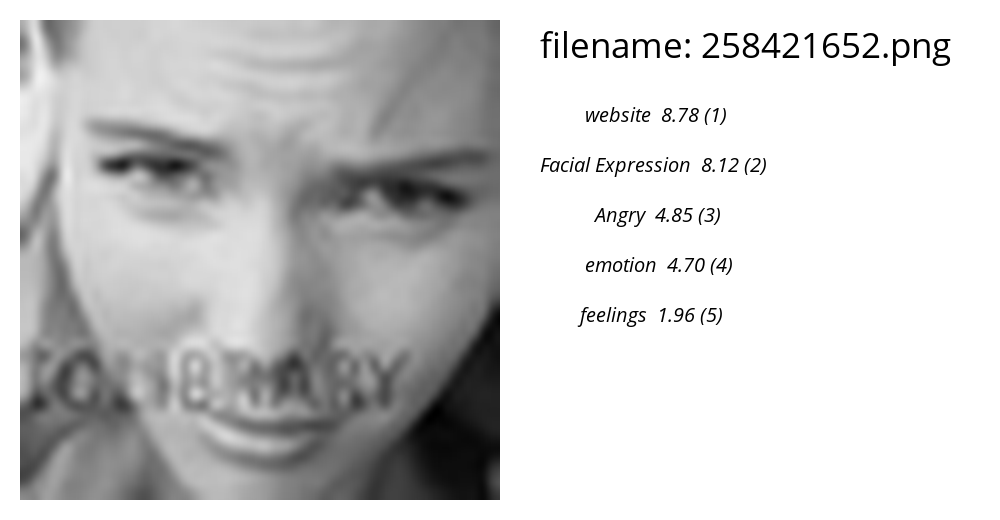 filename: 258421652.png
website 8.78 (1)
Facial Expression 8.12 (2)
Angry 4.85 (3)
emotion 4.70 (4)
feelings 1.96 (5)
LIBRARY